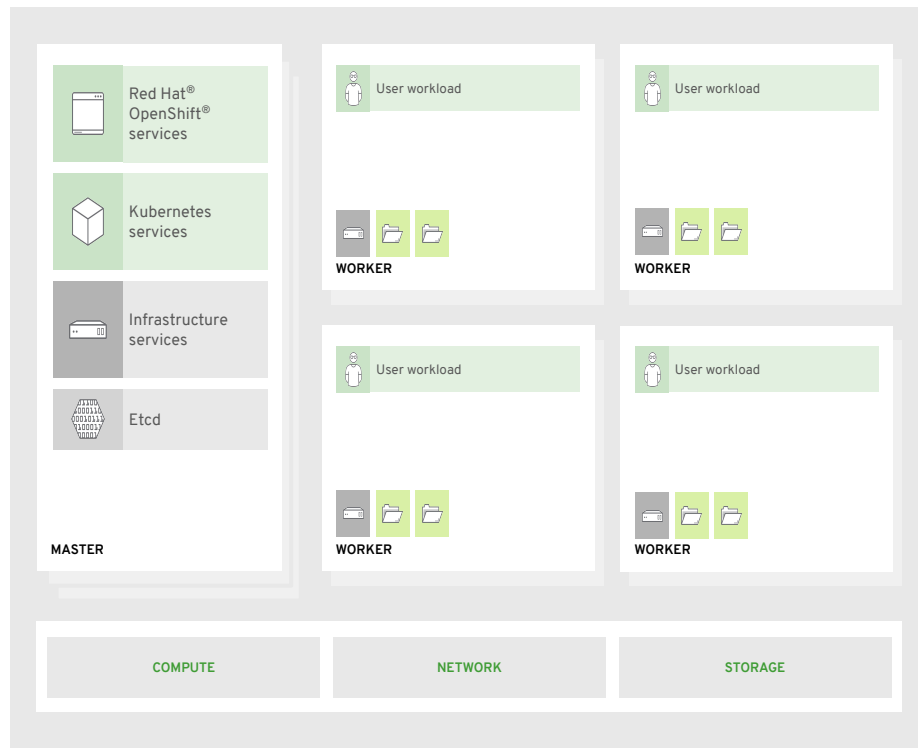 Red Hat®
OpenShift®
services
Kubernetes
services
Infrastructure
services
Etcd
MASTER
User workload
WORKER
User workload
WORKER
User workload
WORKER
User workload
WORKER
COMPUTE
NETWORK
STORAGE